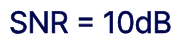 SNR = 10dB